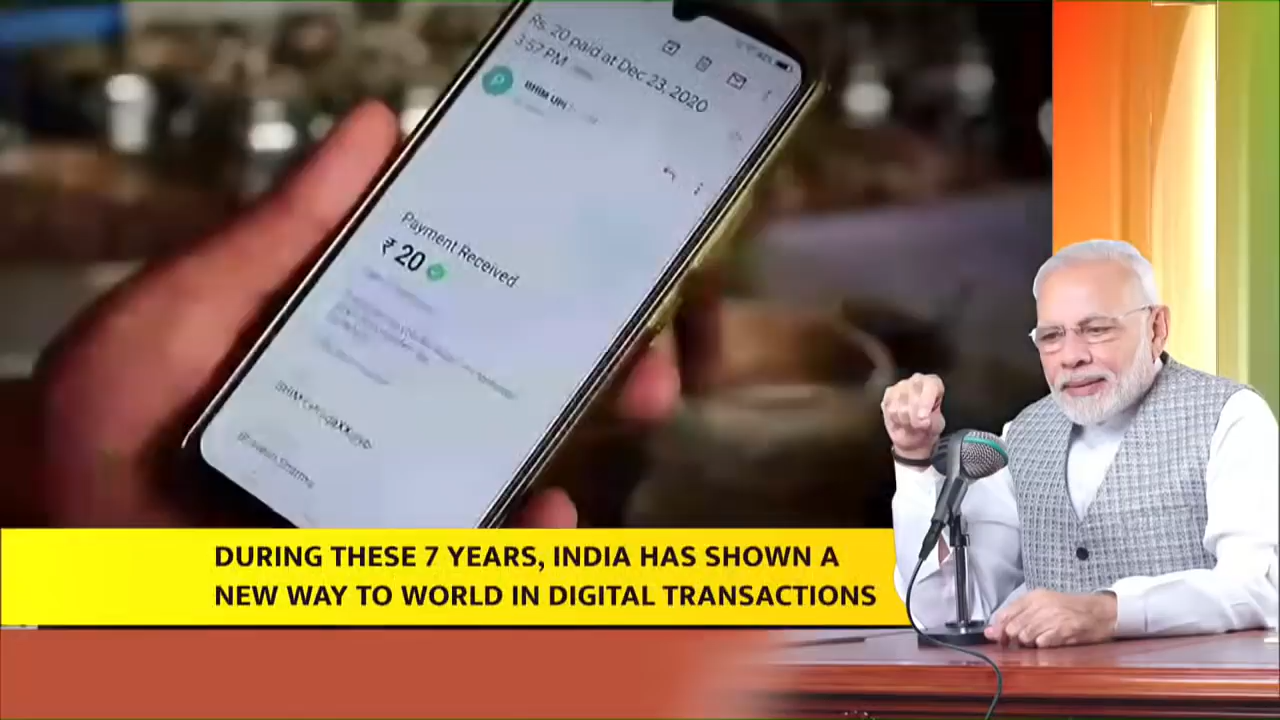 Rs. 20 paid at Dec 23, 2020
3:57 PM
BHIM UPI
Payment Received
₹ 20
DURING THESE 7 YEARS, INDIA HAS SHOWN A
NEW WAY TO WORLD IN DIGITAL TRANSACTIONS